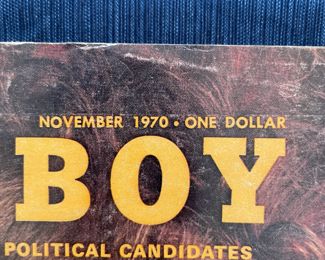 NOVEMBER 1970 • ONE DOLLAR
BOY
POLITICAL CANDIDATES